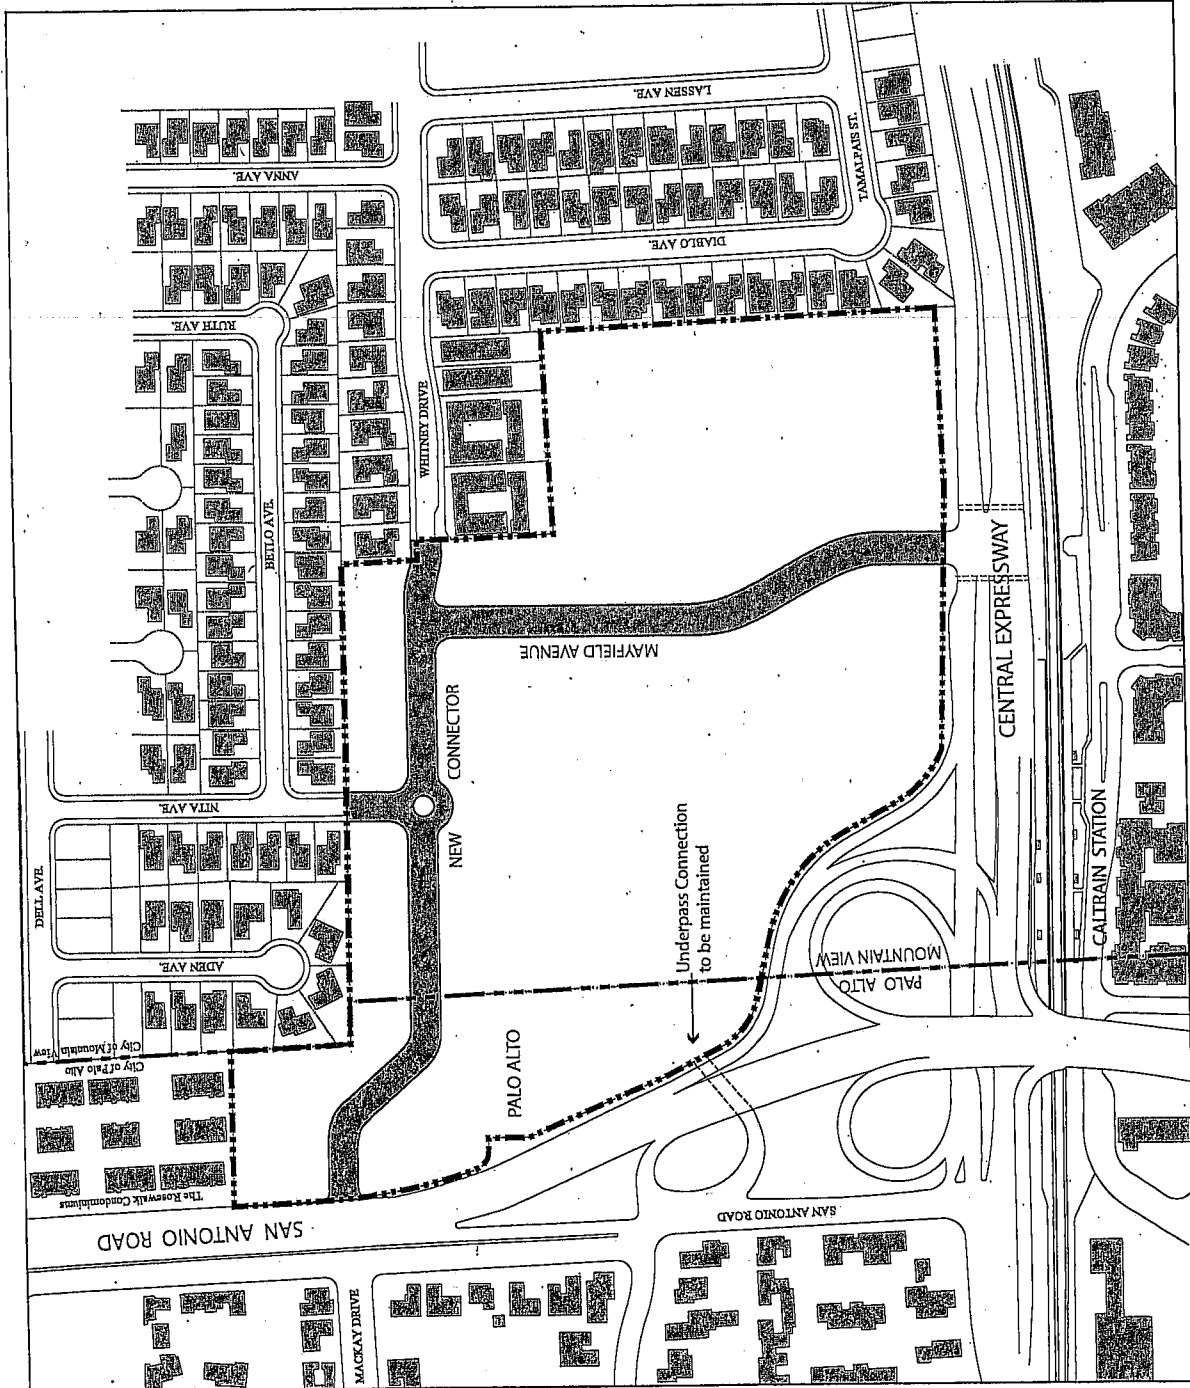 LASSEN AVE.
TAMALPAIS ST.
ANNA AVE.
DIABLO AVE.
RUTH AVE.
WHITNEY DRIVE
BETLO AVE.
MAYFIELD AVENUE
CENTRAL EXPRESSWAY
NEW CONNECTOR
NITA AVE.
DELL AVE.
ADEN AVE.
Underpass Connection
to be maintained
CALTRAIN STATION
MOUNTAIN VIEW
PALO ALTO
City of Mountain View
City of Palo Alto
PALO ALTO
The Rosewalk Condominiums
SAN ANTONIO ROAD
SAN ANTONIO ROAD
MACKAY DRIVE